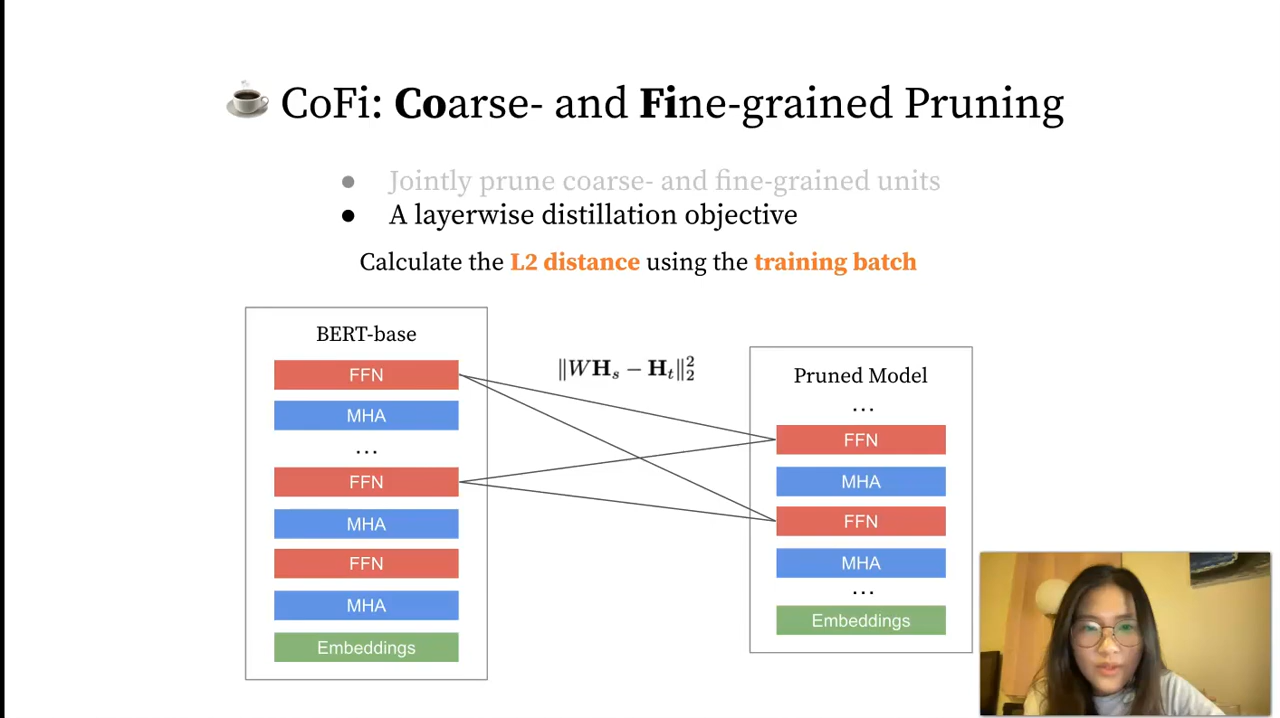 CoFi: Coarse- and Fine-grained Pruning
● Jointly prune coarse- and fine-grained units
● A layerwise distillation objective
Calculate the L2 distance using the training batch
BERT-base
FFN
MHA
...
FFN
MHA
FFN
MHA
Embeddings
‖WH_s − H_t‖₂²
Pruned Model
...
FFN
MHA
FFN
MHA
...
Embeddings